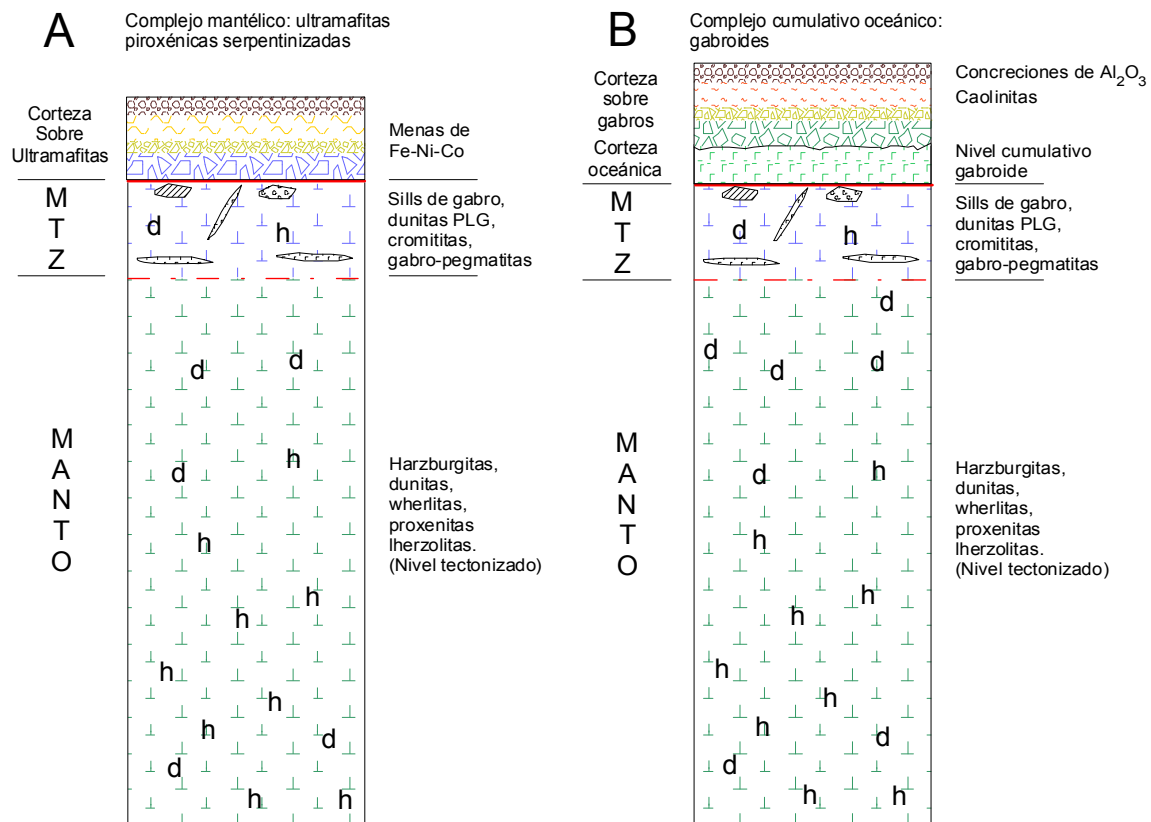 A
Complejo mantélico: ultramafitas
piroxénicas serpentinizadas
Corteza
Sobre
Ultramafitas
Menas de
Fe-Ni-Co
M
T
Z
d
h
Sills de gabro,
dunitas PLG,
cromititas,
gabro-pegmatitas
M
A
N
T
O
d
d
d
h
h
h
h
h
h
h
d
d
h
h
Harzburgitas,
dunitas,
wherlitas,
proxenitas
lherzolitas.
(Nivel tectonizado)
B
Complejo cumulativo oceánico:
gabroides
Corteza
sobre
gabros
Corteza
oceánica
Concreciones de Al2O3
Caolinitas
Nivel cumulativo
gabroide
M
T
Z
d
h
Sills de gabro,
dunitas PLG,
cromititas,
gabro-pegmatitas
M
A
N
T
O
d
d
d
d
d
h
h
h
h
h
h
h
d
d
h
h
Harzburgitas,
dunitas,
wherlitas,
proxenitas
lherzolitas.
(Nivel tectonizado)